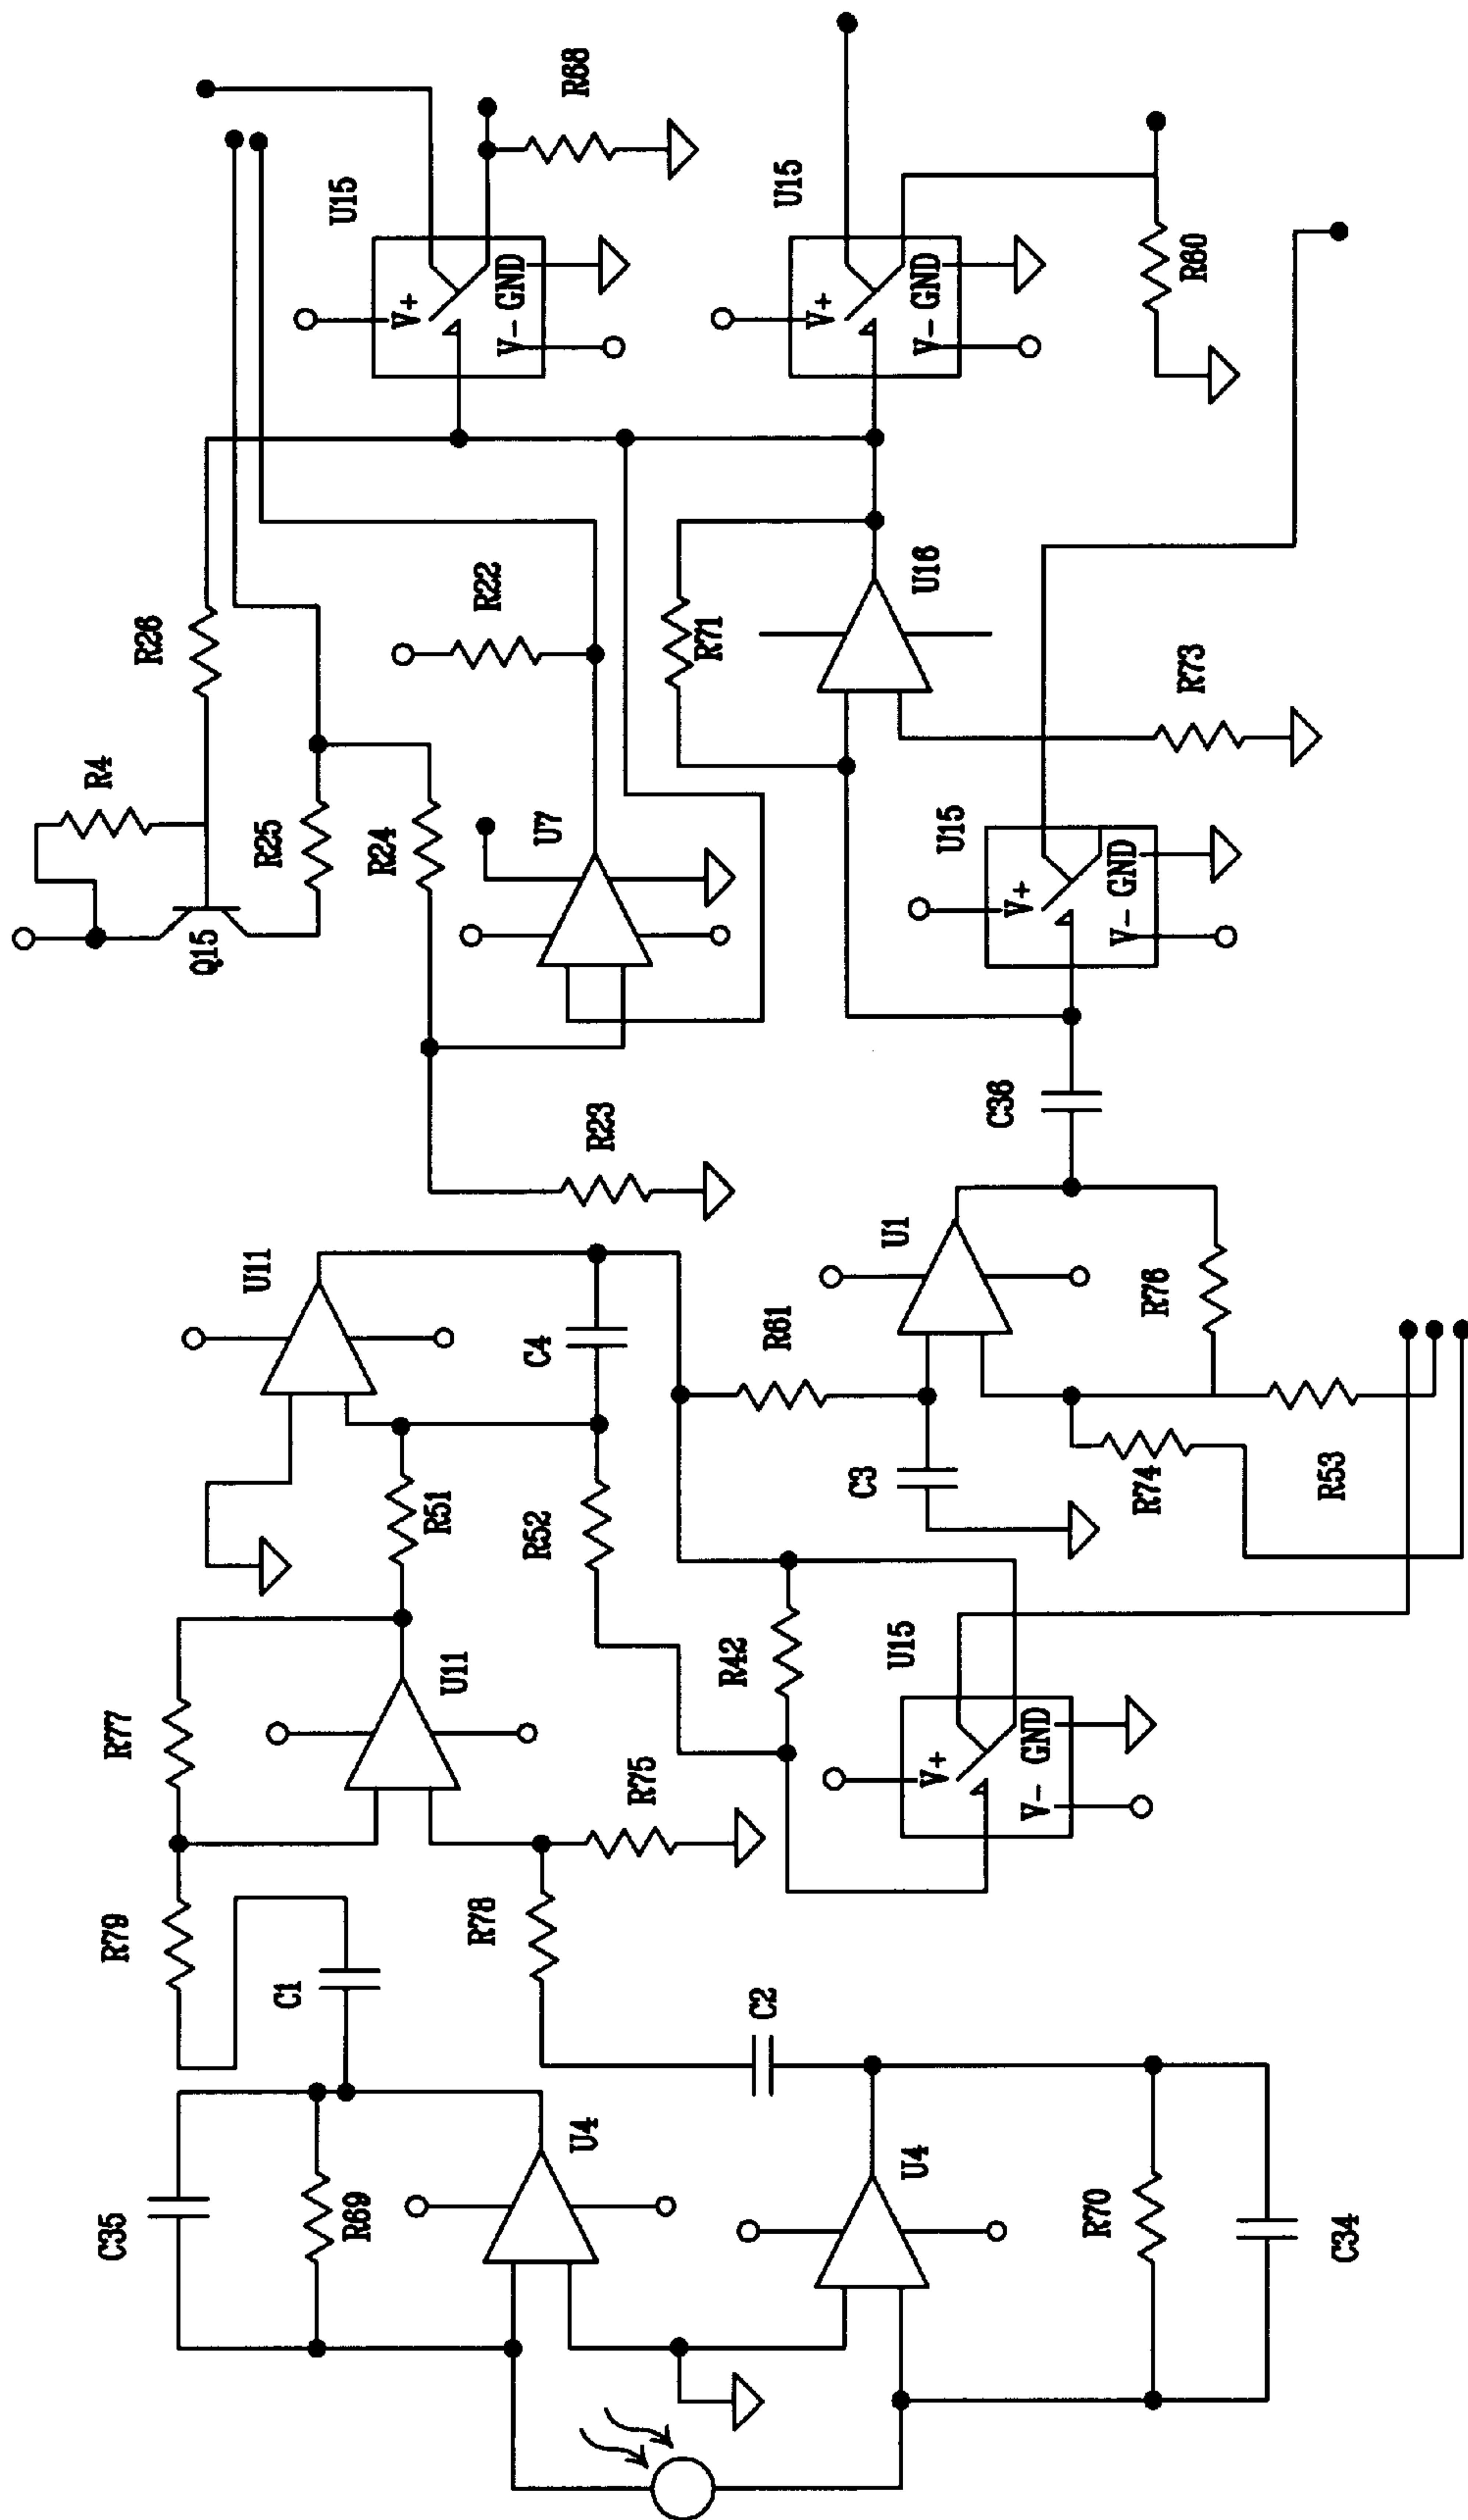 R4
C35
R79
R77
R26
Q15
U11
R25
C1
U15
R69
R24
V+
R51
U11
R78
R22
V- GND
R52
C4
U7
R68
U4
R23
R75
R71
R42
C2
R61
U15
V+
C3
U1
U15
U4
U16
V- GND
V+
U15
C38
V+
V- GND
R70
V- GND
R74
R76
R73
R60
R53
C34